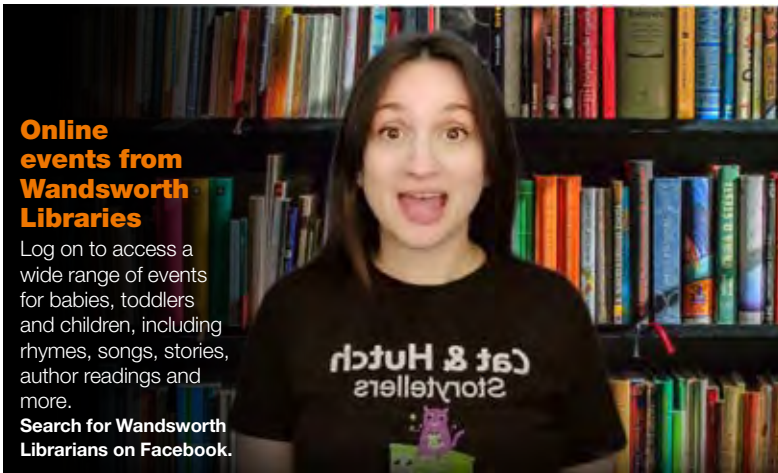 Online
events from
Wandsworth
Libraries
Log on to access a
wide range of events
for babies, toddlers
and children, including
rhymes, songs, stories,
author readings and
more.
Search for Wandsworth
Librarians on Facebook.
Cat & Hutch
Storytellers